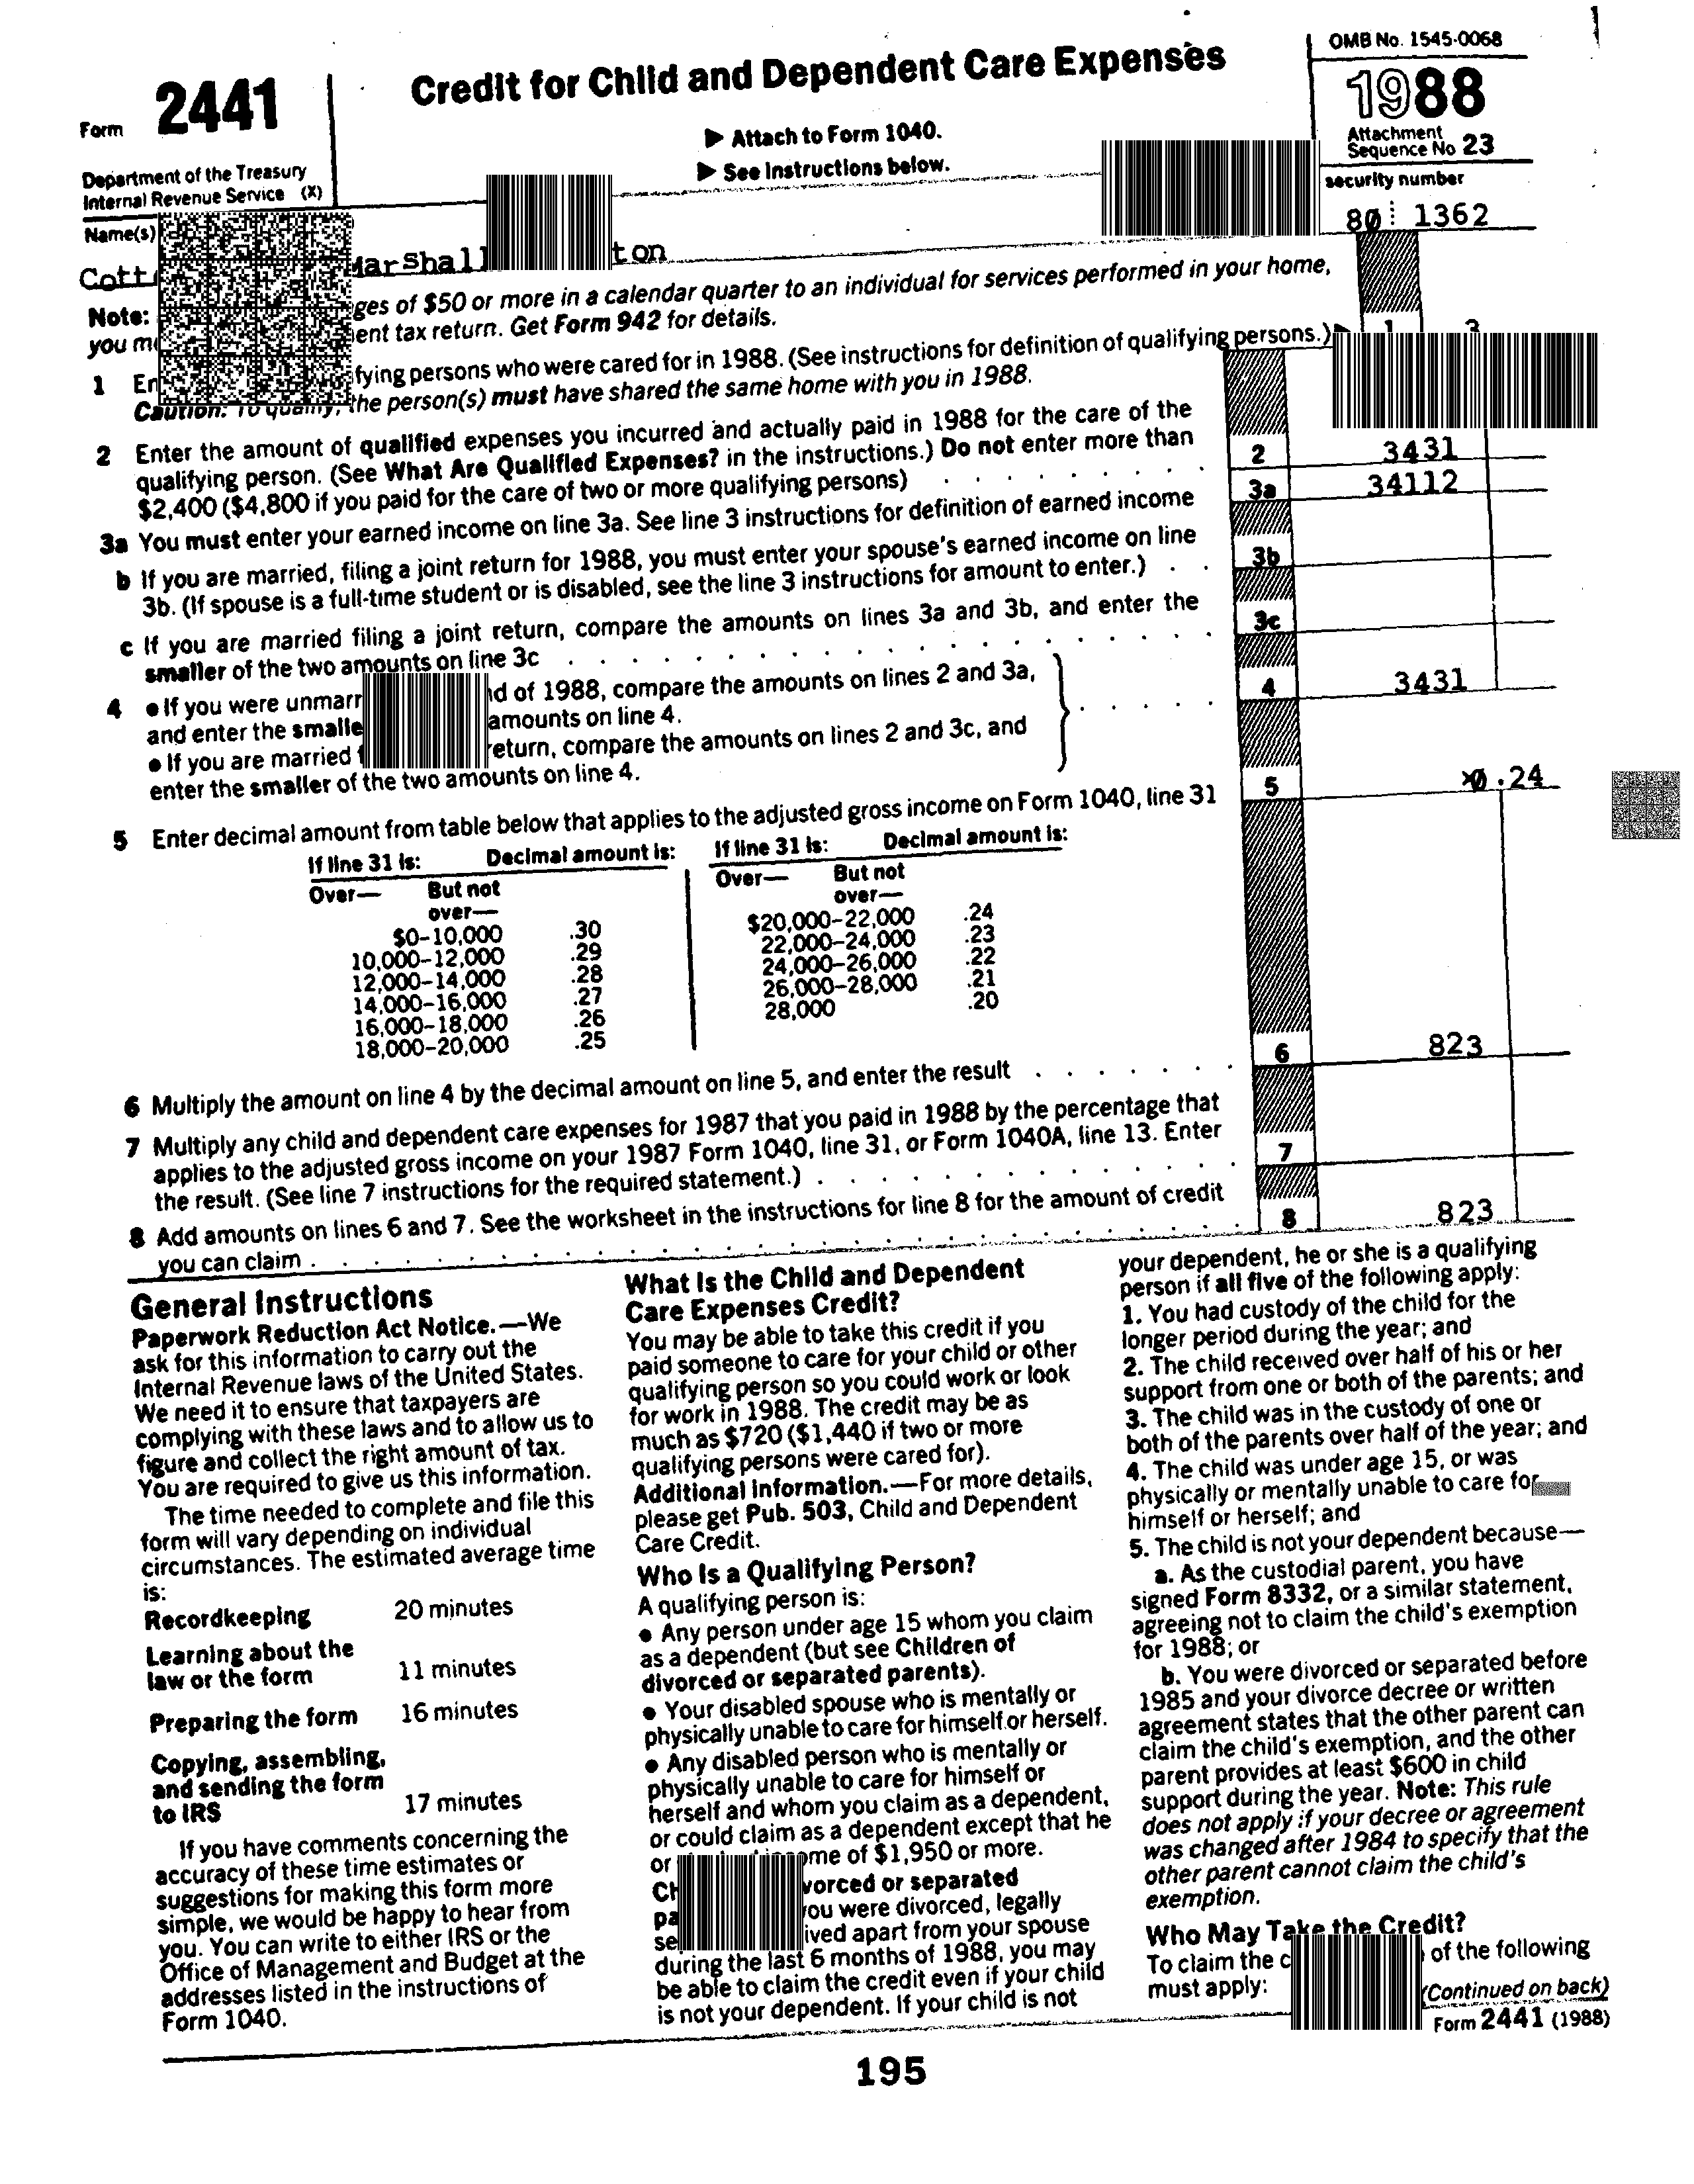 Form 2441
Credit for Child and Dependent Care Expenses
▶ Attach to Form 1040.
▶ See Instructions below.
OMB No. 1545-0068
1988
Attachment
Sequence No 23
Department of the Treasury
Internal Revenue Service (X)
Name(s)
security number
80 1362
Note: ges of $50 or more in a calendar quarter to an individual for services performed in your home,
ent tax return. Get Form 942 for details.
1 fying persons who were cared for in 1988. (See instructions for definition of qualifying persons.) ▶ 1
Caution: To qualify, the person(s) must have shared the same home with you in 1988.
2 Enter the amount of qualified expenses you incurred and actually paid in 1988 for the care of the
qualifying person. (See What Are Qualified Expenses? in the instructions.) Do not enter more than
$2,400 ($4,800 if you paid for the care of two or more qualifying persons) . . . . . . . 2 3431
3a You must enter your earned income on line 3a. See line 3 instructions for definition of earned income 3a 34112
b If you are married, filing a joint return for 1988, you must enter your spouse's earned income on line
3b. (If spouse is a full-time student or is disabled, see the line 3 instructions for amount to enter.) . . 3b
c If you are married filing a joint return, compare the amounts on lines 3a and 3b, and enter the
smaller of the two amounts on line 3c . . . . . . . . . . . . . . . . . 3c
4 • If you were unmarr d of 1988, compare the amounts on lines 2 and 3a,
and enter the smalle amounts on line 4.
• If you are married return, compare the amounts on lines 2 and 3c, and
enter the smaller of the two amounts on line 4.
4 3431
5 Enter decimal amount from table below that applies to the adjusted gross income on Form 1040, line 31 5 × 0.24
If line 31 is: Decimal amount is: If line 31 is: Decimal amount is:
Over— But not over— Over— But not over—
$0–10,000 .30 $20,000–22,000 .24
10,000–12,000 .29 22,000–24,000 .23
12,000–14,000 .28 24,000–26,000 .22
14,000–16,000 .27 26,000–28,000 .21
16,000–18,000 .26 28,000 .20
18,000–20,000 .25
6 Multiply the amount on line 4 by the decimal amount on line 5, and enter the result . . . . . . . 6 823
7 Multiply any child and dependent care expenses for 1987 that you paid in 1988 by the percentage that
applies to the adjusted gross income on your 1987 Form 1040, line 31, or Form 1040A, line 13. Enter
the result. (See line 7 instructions for the required statement.) . . . . . . . . . . . 7
8 Add amounts on lines 6 and 7. See the worksheet in the instructions for line 8 for the amount of credit
you can claim . . . . . . . . . . . . . . . . . . . . 8 823
General Instructions
Paperwork Reduction Act Notice.—We
ask for this information to carry out the
Internal Revenue laws of the United States.
We need it to ensure that taxpayers are
complying with these laws and to allow us to
figure and collect the right amount of tax.
You are required to give us this information.
The time needed to complete and file this
form will vary depending on individual
circumstances. The estimated average time
is:
Recordkeeping 20 minutes
Learning about the
law or the form 11 minutes
Preparing the form 16 minutes
Copying, assembling,
and sending the form
to IRS 17 minutes
If you have comments concerning the
accuracy of these time estimates or
suggestions for making this form more
simple, we would be happy to hear from
you. You can write to either IRS or the
Office of Management and Budget at the
addresses listed in the instructions of
Form 1040.
What Is the Child and Dependent
Care Expenses Credit?
You may be able to take this credit if you
paid someone to care for your child or other
qualifying person so you could work or look
for work in 1988. The credit may be as
much as $720 ($1,440 if two or more
qualifying persons were cared for).
Additional Information.—For more details,
please get Pub. 503, Child and Dependent
Care Credit.
Who Is a Qualifying Person?
A qualifying person is:
• Any person under age 15 whom you claim
as a dependent (but see Children of
divorced or separated parents).
• Your disabled spouse who is mentally or
physically unable to care for himself or herself.
• Any disabled person who is mentally or
physically unable to care for himself or
herself and whom you claim as a dependent,
or could claim as a dependent except that he
or me of $1,950 or more.
vorced or separated
ou were divorced, legally
ived apart from your spouse
during the last 6 months of 1988, you may
be able to claim the credit even if your child
is not your dependent. If your child is not
your dependent, he or she is a qualifying
person if all five of the following apply:
1. You had custody of the child for the
longer period during the year; and
2. The child received over half of his or her
support from one or both of the parents; and
3. The child was in the custody of one or
both of the parents over half of the year; and
4. The child was under age 15, or was
physically or mentally unable to care for
himself or herself; and
5. The child is not your dependent because—
a. As the custodial parent, you have
signed Form 8332, or a similar statement,
agreeing not to claim the child's exemption
for 1988; or
b. You were divorced or separated before
1985 and your divorce decree or written
agreement states that the other parent can
claim the child's exemption, and the other
parent provides at least $600 in child
support during the year. Note: This rule
does not apply if your decree or agreement
was changed after 1984 to specify that the
other parent cannot claim the child's
exemption.
Who May Take the Credit?
To claim the c of the following
must apply:
(Continued on back)
Form 2441 (1988)
195